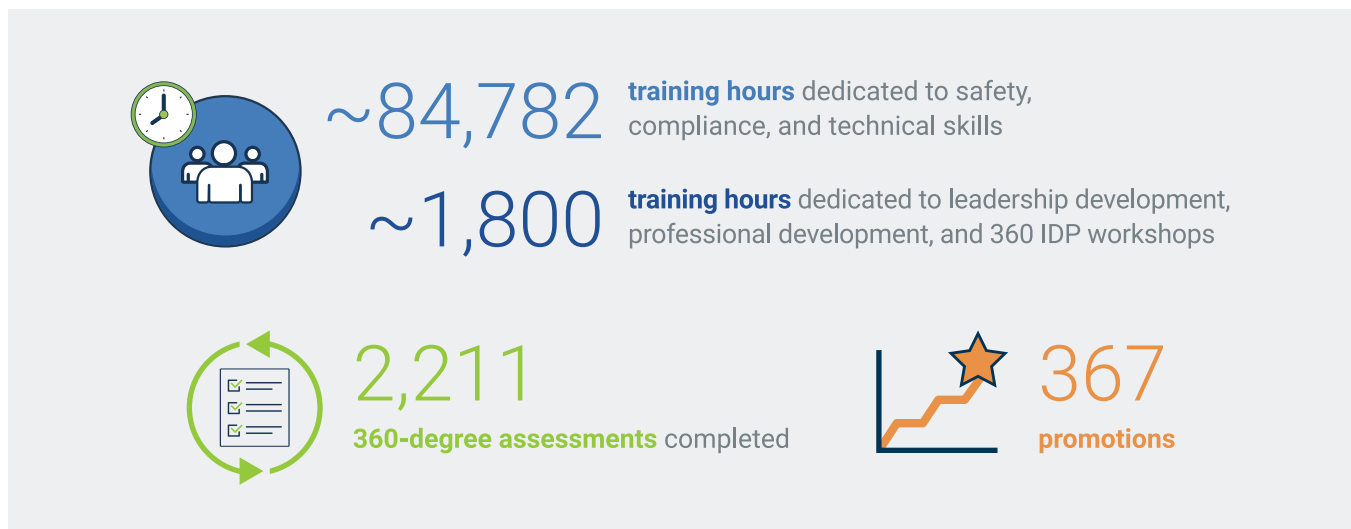 ~84,782
training hours dedicated to safety,
compliance, and technical skills
~1,800
training hours dedicated to leadership development,
professional development, and 360 IDP workshops
2,211
360-degree assessments completed
367
promotions